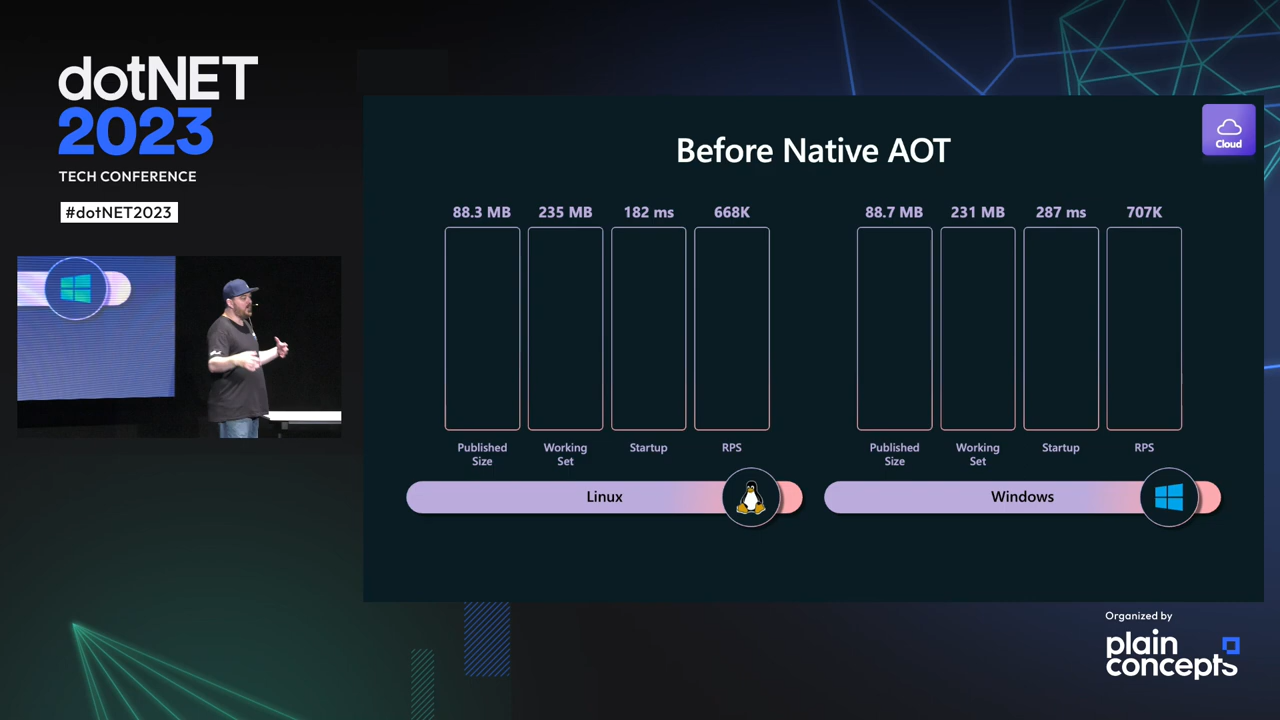 dotNET
2023
TECH CONFERENCE
#dotNET2023
Before Native AOT
Cloud
88.3 MB 235 MB 182 ms 668K
88.7 MB 231 MB 287 ms 707K
Published
Size
Working
Set
Startup
RPS
Published
Size
Working
Set
Startup
RPS
Linux
Windows
Organized by
plain
concepts